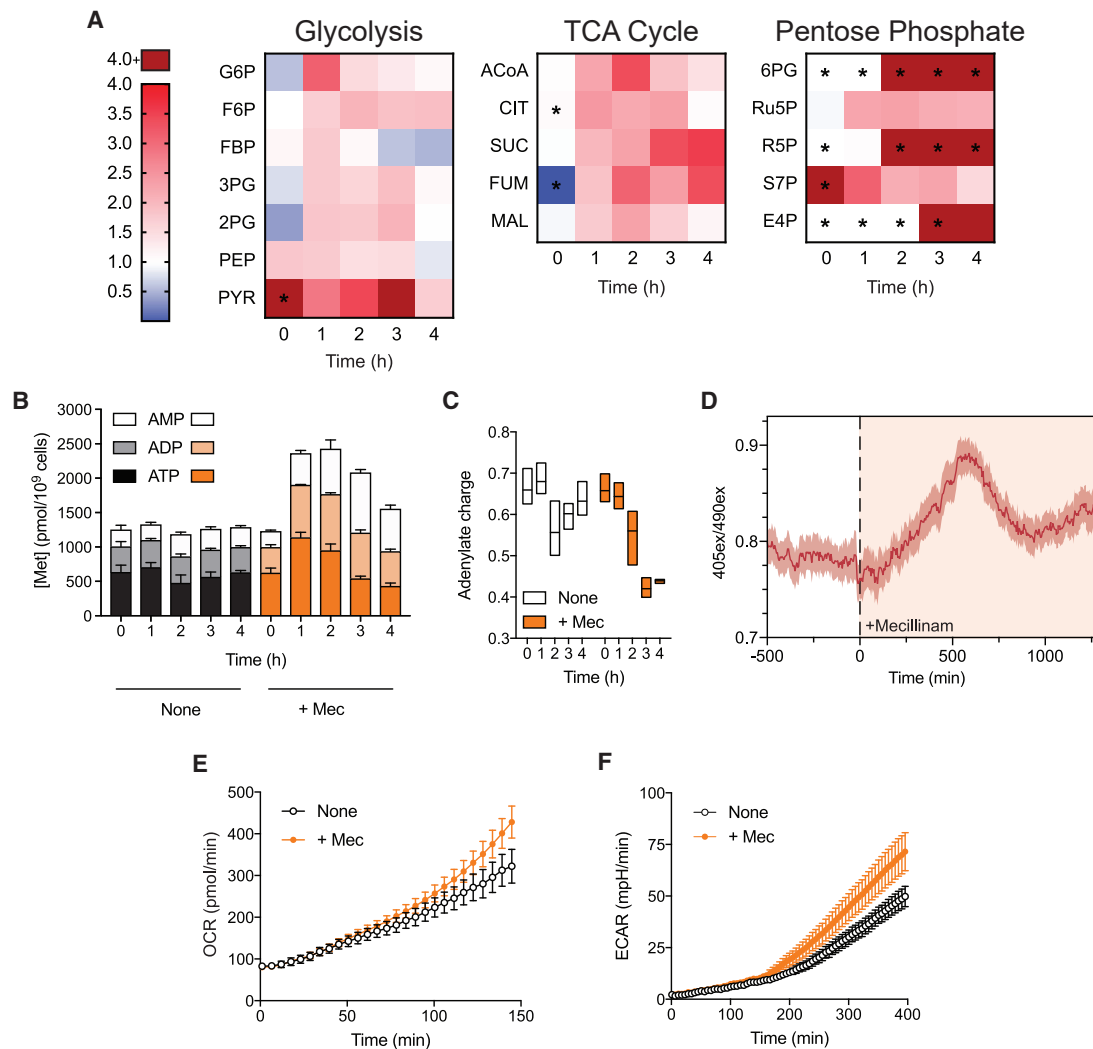 A
Glycolysis
TCA Cycle
Pentose Phosphate
4.0+
4.0
3.5
3.0
2.5
2.0
1.5
1.0
0.5
G6P
F6P
FBP
3PG
2PG
PEP
PYR
*
0 1 2 3 4
Time (h)
ACoA
CIT *
SUC
FUM *
MAL
0 1 2 3 4
Time (h)
6PG * * * * *
Ru5P
R5P * * * *
S7P *
E4P * * * *
0 1 2 3 4
Time (h)
B
[Met] (pmol/10⁹ cells)
3000
2500
2000
1500
1000
500
0
AMP
ADP
ATP
0 1 2 3 4 0 1 2 3 4
Time (h)
None
+ Mec
C
Adenylate charge
0.8
0.7
0.6
0.5
0.4
0.3
None
+ Mec
0 1 2 3 4 0 1 2 3 4
Time (h)
D
405ex/490ex
0.9
0.8
0.7
+Mecillinam
-500 0 500 1000
Time (min)
E
OCR (pmol/min)
500
400
300
200
100
0
None
+ Mec
0 50 100 150
Time (min)
F
ECAR (mpH/min)
100
75
50
25
0
None
+ Mec
0 100 200 300 400
Time (min)